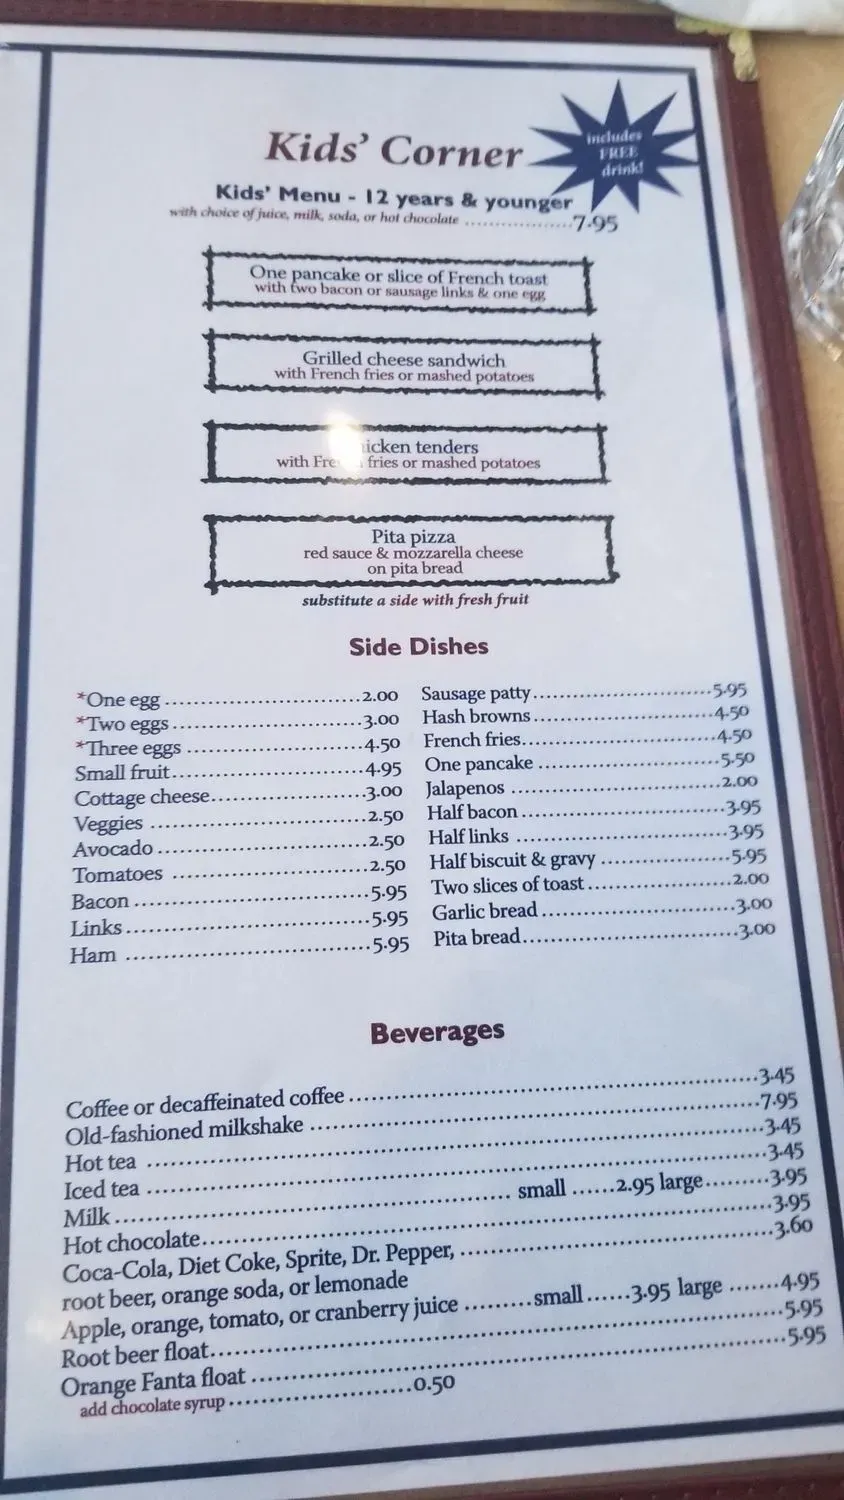 Kids' Corner
includes
FREE
drink!
Kids' Menu - 12 years & younger
with choice of juice, milk, soda, or hot chocolate ..................7.95
One pancake or slice of French toast
with two bacon or sausage links & one egg
Grilled cheese sandwich
with French fries or mashed potatoes
tenders
with fries or mashed potatoes
Pita pizza
red sauce & mozzarella cheese
on pita bread
substitute a side with fresh fruit
Side Dishes
*One egg ..............................2.00
*Two eggs .............................3.00
*Three eggs ...........................4.50
Small fruit.............................4.95
Cottage cheese.......................3.00
Veggies .................................2.50
Avocado ................................2.50
Tomatoes ..............................2.50
Bacon ...................................5.95
Links.....................................5.95
Ham .....................................5.95
Sausage patty...........................5.95
Hash browns............................4.50
French fries..............................4.50
One pancake ...........................5.50
Jalapenos ................................2.00
Half bacon ..............................3.95
Half links ................................3.95
Half biscuit & gravy ..................5.95
Two slices of toast.....................2.00
Garlic bread .............................3.00
Pita bread................................3.00
Beverages
Coffee or decaffeinated coffee ..........................................................3.45
Old-fashioned milkshake ................................................................7.95
Hot tea .......................................................................................3.45
Iced tea ......................................................................................3.45
Milk ........................................................ small ......2.95 large.........3.95
Hot chocolate...............................................................................3.95
Coca-Cola, Diet Coke, Sprite, Dr. Pepper, ............................................3.60
root beer, orange soda, or lemonade
Apple, orange, tomato, or cranberry juice .........small ......3.95 large .......4.95
Root beer float..............................................................................5.95
Orange Fanta float .........................................................................5.95
add chocolate syrup ........................0.50